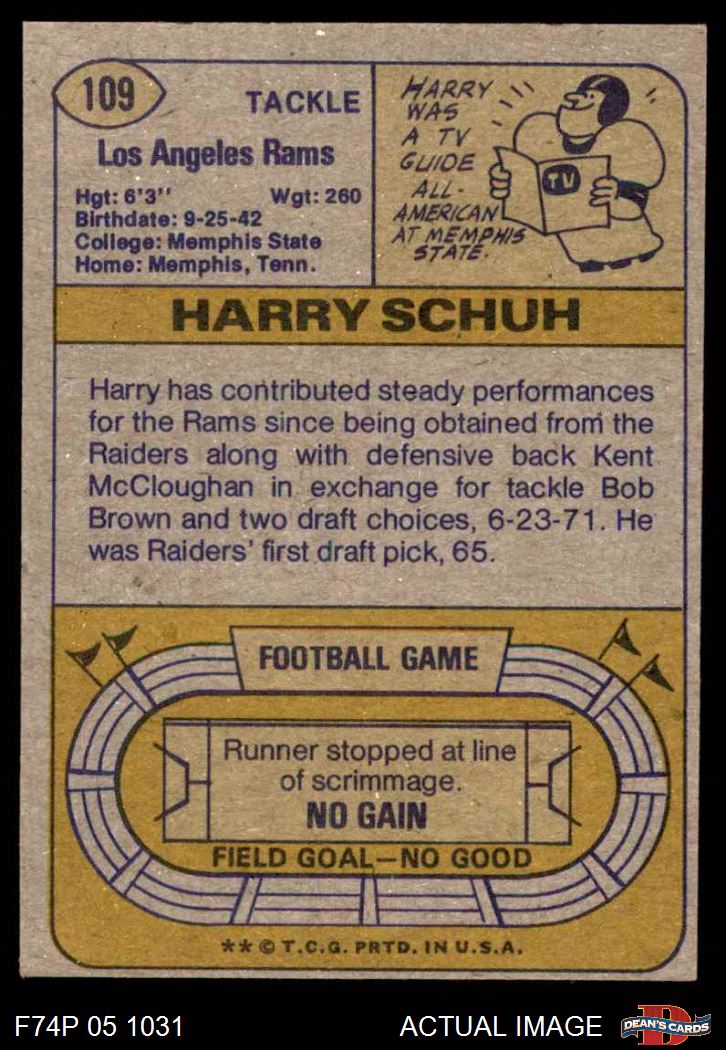 109
TACKLE
Los Angeles Rams
Hgt: 6'3'' Wgt: 260
Birthdate: 9-25-42
College: Memphis State
Home: Memphis, Tenn.
HARRY
WAS
A TV
GUIDE
ALL-
AMERICAN
AT MEMPHIS
STATE.
TV
HARRY SCHUH
Harry has contributed steady performances
for the Rams since being obtained from the
Raiders along with defensive back Kent
McCloughan in exchange for tackle Bob
Brown and two draft choices, 6-23-71. He
was Raiders' first draft pick, 65.
FOOTBALL GAME
Runner stopped at line
of scrimmage.
NO GAIN
FIELD GOAL—NO GOOD
** © T.C.G. PRTD. IN U.S.A.
F74P 05 1031 ACTUAL IMAGE
D
DEAN'S CARDS